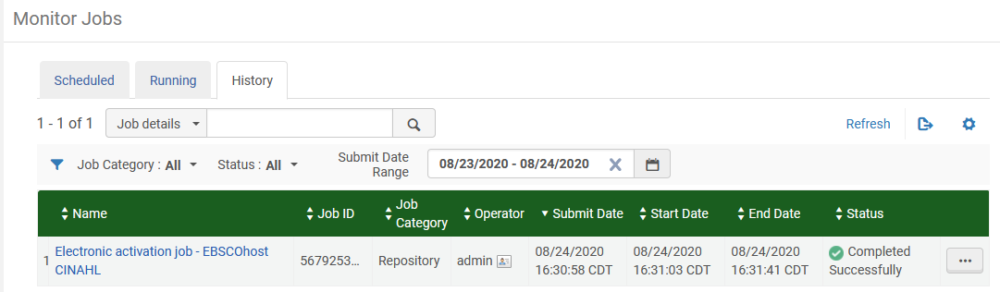 Monitor Jobs
Scheduled Running History
1 - 1 of 1 Job details Refresh
Job Category : All Status : All Submit Date Range 08/23/2020 - 08/24/2020
Name Job ID Job Category Operator Submit Date Start Date End Date Status
1 Electronic activation job - EBSCOhost 5679253... Repository admin 08/24/2020 08/24/2020 08/24/2020 Completed
CINAHL 16:30:58 CDT 16:31:03 CDT 16:31:41 CDT Successfully